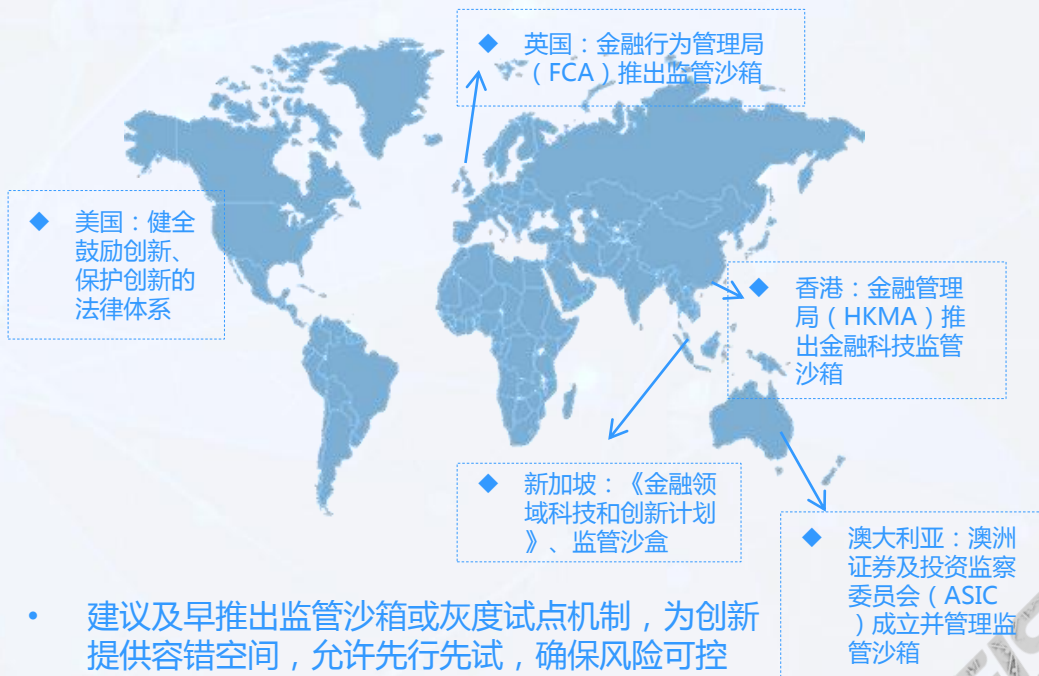 ◆ 英国：金融行为管理局
（FCA）推出监管沙箱
◆ 美国：健全
鼓励创新、
保护创新的
法律体系
◆ 香港：金融管理
局（HKMA）推
出金融科技监管
沙箱
◆ 新加坡：《金融领
域科技和创新计划
》、监管沙盒
◆ 澳大利亚：澳洲
证券及投资监察
委员会（ASIC
）成立并管理监
管沙箱
• 建议及早推出监管沙箱或灰度试点机制，为创新
提供容错空间，允许先行先试，确保风险可控